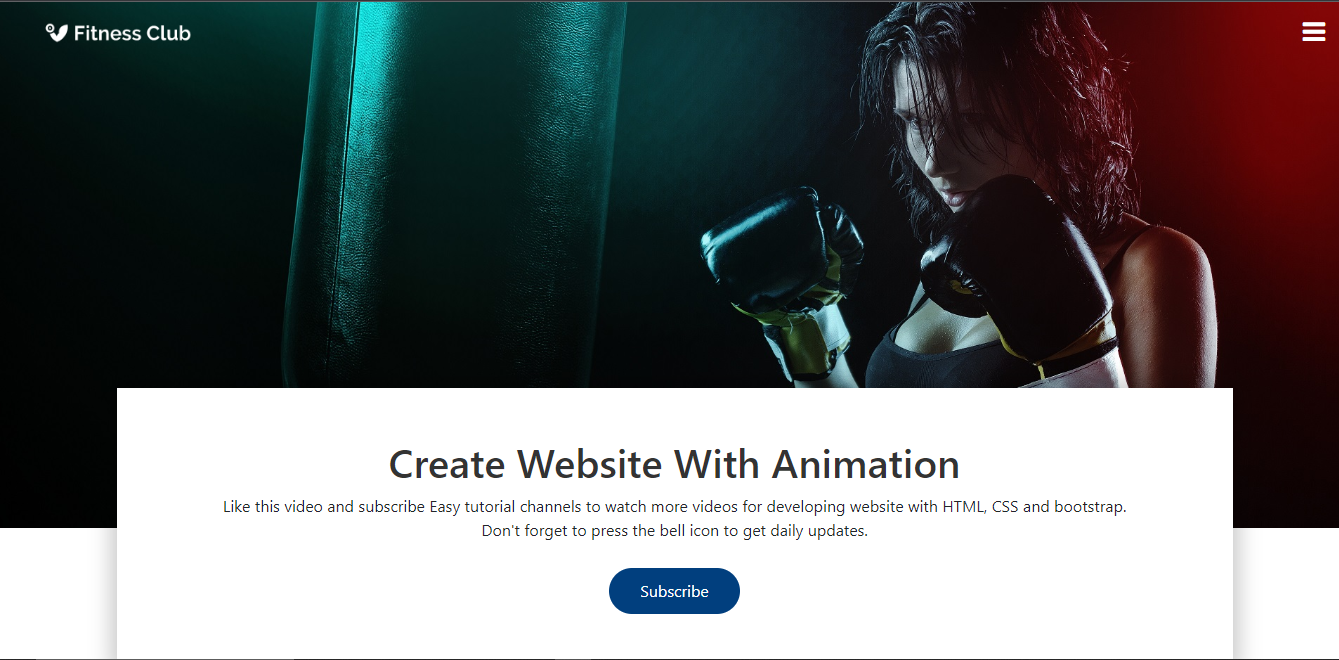 Fitness Club
Create Website With Animation
Like this video and subscribe Easy tutorial channels to watch more videos for developing website with HTML, CSS and bootstrap.
Don't forget to press the bell icon to get daily updates.
Subscribe